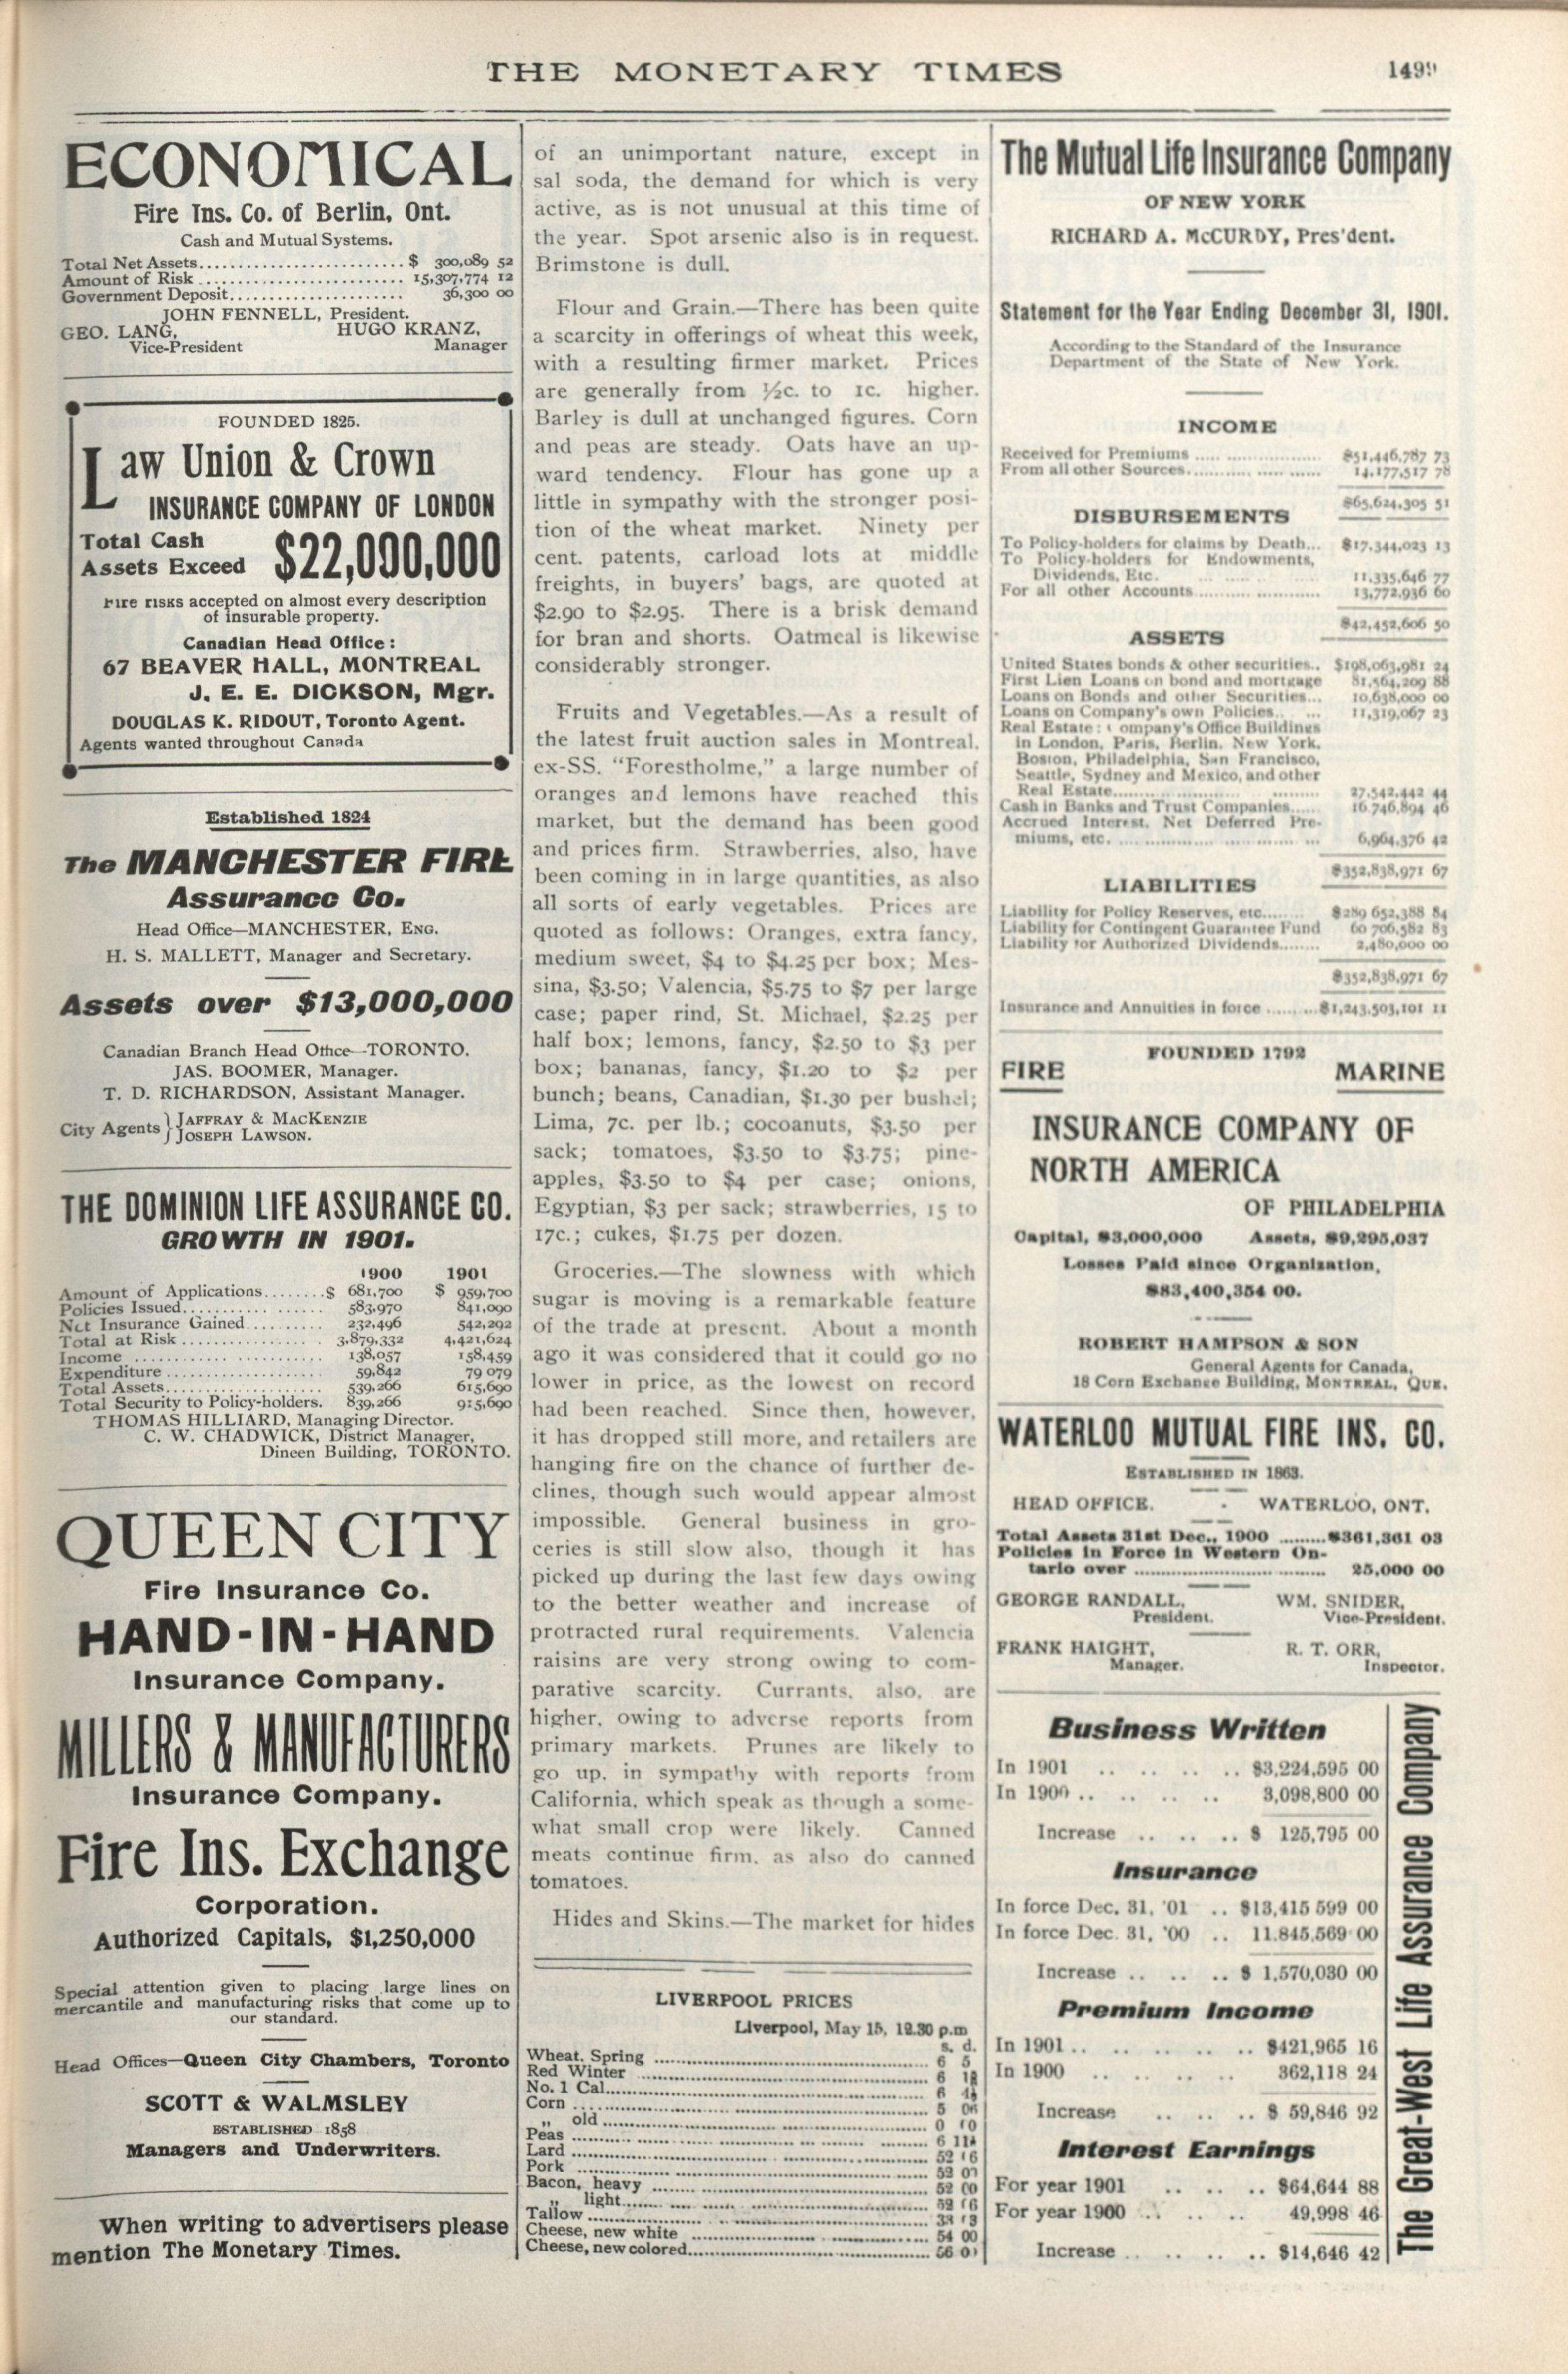 THE MONETARY TIMES
ECONOMICAL
Fire Ins. Co. of Berlin, Ont.
Cash and Mutual Systems.
Total Net Assets.......................... $ 300,089 52
Amount of Risk .......................... 15,307,774 12
Government Deposit...................... 36,300 00
JOHN FENNELL, President.
GEO. LANG, HUGO KRANZ,
Vice-President Manager
FOUNDED 1825.
Law Union & Crown
INSURANCE COMPANY OF LONDON
Total Cash
Assets Exceed $22,000,000
Fire risks accepted on almost every description
of insurable property.
Canadian Head Office :
67 BEAVER HALL, MONTREAL
J. E. E. DICKSON, Mgr.
DOUGLAS K. RIDOUT, Toronto Agent.
Agents wanted throughout Canada
Established 1824
The MANCHESTER FIRE
Assurance Co.
Head Office—MANCHESTER, ENG.
H. S. MALLETT, Manager and Secretary.
Assets over $13,000,000
Canadian Branch Head Office—TORONTO.
JAS. BOOMER, Manager.
T. D. RICHARDSON, Assistant Manager.
City Agents } JAFFRAY & MACKENZIE
JOSEPH LAWSON.
THE DOMINION LIFE ASSURANCE CO.
GROWTH IN 1901.
1900 1901
Amount of Applications........$ 681,700 $ 959,700
Policies Issued................ 583,970 841,090
Net Insurance Gained.......... 232,496 542,292
Total at Risk ................ 3,879,332 4,421,624
Income ....................... 138,057 158,459
Expenditure ................... 59,842 79 079
Total Assets................... 539,266 615,690
Total Security to Policy-holders. 839,266 915,690
THOMAS HILLIARD, Managing Director.
C. W. CHADWICK, District Manager,
Dineen Building, TORONTO.
QUEEN CITY
Fire Insurance Co.
HAND-IN-HAND
Insurance Company.
MILLERS & MANUFACTURERS
Insurance Company.
Fire Ins. Exchange
Corporation.
Authorized Capitals, $1,250,000
Special attention given to placing large lines on
mercantile and manufacturing risks that come up to
our standard.
Head Offices—Queen City Chambers, Toronto
SCOTT & WALMSLEY
ESTABLISHED 1858
Managers and Underwriters.
When writing to advertisers please
mention The Monetary Times.
of an unimportant nature, except in
sal soda, the demand for which is very
active, as is not unusual at this time of
the year. Spot arsenic also is in request.
Brimstone is dull.
Flour and Grain.—There has been quite
a scarcity in offerings of wheat this week,
with a resulting firmer market. Prices
are generally from ½c. to 1c. higher.
Barley is dull at unchanged figures. Corn
and peas are steady. Oats have an up-
ward tendency. Flour has gone up a
little in sympathy with the stronger posi-
tion of the wheat market. Ninety per
cent. patents, carload lots at middle
freights, in buyers' bags, are quoted at
$2.90 to $2.95. There is a brisk demand
for bran and shorts. Oatmeal is likewise
considerably stronger.
Fruits and Vegetables.—As a result of
the latest fruit auction sales in Montreal,
ex-SS. "Forestholme," a large number of
oranges and lemons have reached this
market, but the demand has been good
and prices firm. Strawberries, also, have
been coming in in large quantities, as also
all sorts of early vegetables. Prices are
quoted as follows: Oranges, extra fancy,
medium sweet, $4 to $4.25 per box; Mes-
sina, $3.50; Valencia, $5.75 to $7 per large
case; paper rind, St. Michael, $2.25 per
half box; lemons, fancy, $2.50 to $3 per
box; bananas, fancy, $1.20 to $2 per
bunch; beans, Canadian, $1.30 per bushel;
Lima, 7c. per lb.; cocoanuts, $3.50 per
sack; tomatoes, $3.50 to $3.75; pine-
apples, $3.50 to $4 per case; onions,
Egyptian, $3 per sack; strawberries, 15 to
17c.; cukes, $1.75 per dozen.
Groceries.—The slowness with which
sugar is moving is a remarkable feature
of the trade at present. About a month
ago it was considered that it could go no
lower in price, as the lowest on record
had been reached. Since then, however,
it has dropped still more, and retailers are
hanging fire on the chance of further de-
clines, though such would appear almost
impossible. General business in gro-
ceries is still slow also, though it has
picked up during the last few days owing
to the better weather and increase of
protracted rural requirements. Valencia
raisins are very strong owing to com-
parative scarcity. Currants, also, are
higher, owing to adverse reports from
primary markets. Prunes are likely to
go up, in sympathy with reports from
California, which speak as though a some-
what small crop were likely. Canned
meats continue firm, as also do canned
tomatoes.
Hides and Skins.—The market for hides
LIVERPOOL PRICES
Liverpool, May 15, 12.30 p.m
s. d.
Wheat, Spring .......... 6 5
Red Winter .......... 6
No. 1 Cal.......... 6
Corn .......... 5
„ old ..........
Peas .......... 6
Lard .......... 52
Pork ..........
Bacon, heavy .......... 52 00
„ light..........
Tallow ..........
Cheese, new white .......... 54 00
Cheese, new colored..........
The Mutual Life Insurance Company
OF NEW YORK
RICHARD A. McCURDY, Pres'dent.
Statement for the Year Ending December 31, 1901.
According to the Standard of the Insurance
Department of the State of New York.
INCOME
Received for Premiums ..... $51,446,787 73
From all other Sources..... 14,177,517 78
$65,624,305 51
DISBURSEMENTS
To Policy-holders for claims by Death... $17,344,023 13
To Policy-holders for Endowments,
Dividends, Etc. ..... 11,335,646 77
For all other Accounts..... 13,772,936 60
$42,452,606 50
ASSETS
United States bonds & other securities.. $198,063,981 24
First Lien Loans on bond and mortgage 81,564,209 88
Loans on Bonds and other Securities... 10,638,000 00
Loans on Company's own Policies.. ... 11,319,067 23
Real Estate : ompany's Office Buildings
in London, Paris, Berlin, New York,
Boston, Philadelphia, San Francisco,
Seattle, Sydney and Mexico, and other
Real Estate..... 27,542,442 44
Cash in Banks and Trust Companies..... 16,746,894 46
Accrued Interest, Net Deferred Pre-
miums, etc. ..... 6,964,376 42
$352,838,971 67
LIABILITIES
Liability for Policy Reserves, etc..... $289 652,388 84
Liability for Contingent Guarantee Fund 60 706,582 83
Liability for Authorized Dividends..... 2,480,000 00
$352,838,971 67
Insurance and Annuities in force .....$1,243,503,101 11
FOUNDED 1792
FIRE MARINE
INSURANCE COMPANY OF
NORTH AMERICA
OF PHILADELPHIA
Capital, $3,000,000 Assets, $9,295,037
Losses Paid since Organization,
$83,400,354 00.
ROBERT HAMPSON & SON
General Agents for Canada,
18 Corn Exchange Building, MONTREAL, QUE.
WATERLOO MUTUAL FIRE INS. CO.
ESTABLISHED IN 1863.
HEAD OFFICE. - WATERLOO, ONT.
Total Assets 31st Dec., 1900 .........$361,361 03
Policies in Force in Western On-
tario over ..................... 25,000 00
GEORGE RANDALL, WM. SNIDER,
President. Vice-President.
FRANK HAIGHT, R. T. ORR,
Manager. Inspector.
Business Written
In 1901 .. .. .. .. .. $3,224,595 00
In 1900 .. .. .. .. 3,098,800 00
Increase .. .. .. .. $ 125,795 00
Insurance
In force Dec. 31, '01 .. $13,415 599 00
In force Dec. 31, '00 .. 11,845,569 00
Increase .. .. .. .. $ 1,570,030 00
Premium Income
In 1901 .. .. .. .. .. .. $421,965 16
In 1900 .. .. .. .. 362,118 24
Increase .. .. .. .. $ 59,846 92
Interest Earnings
For year 1901 .. .. .. .. $64,644 88
For year 1900 .. .. .. 49,998 46
Increase .. .. .. .. .. $14,646 42
The Great-West Life Assurance Company